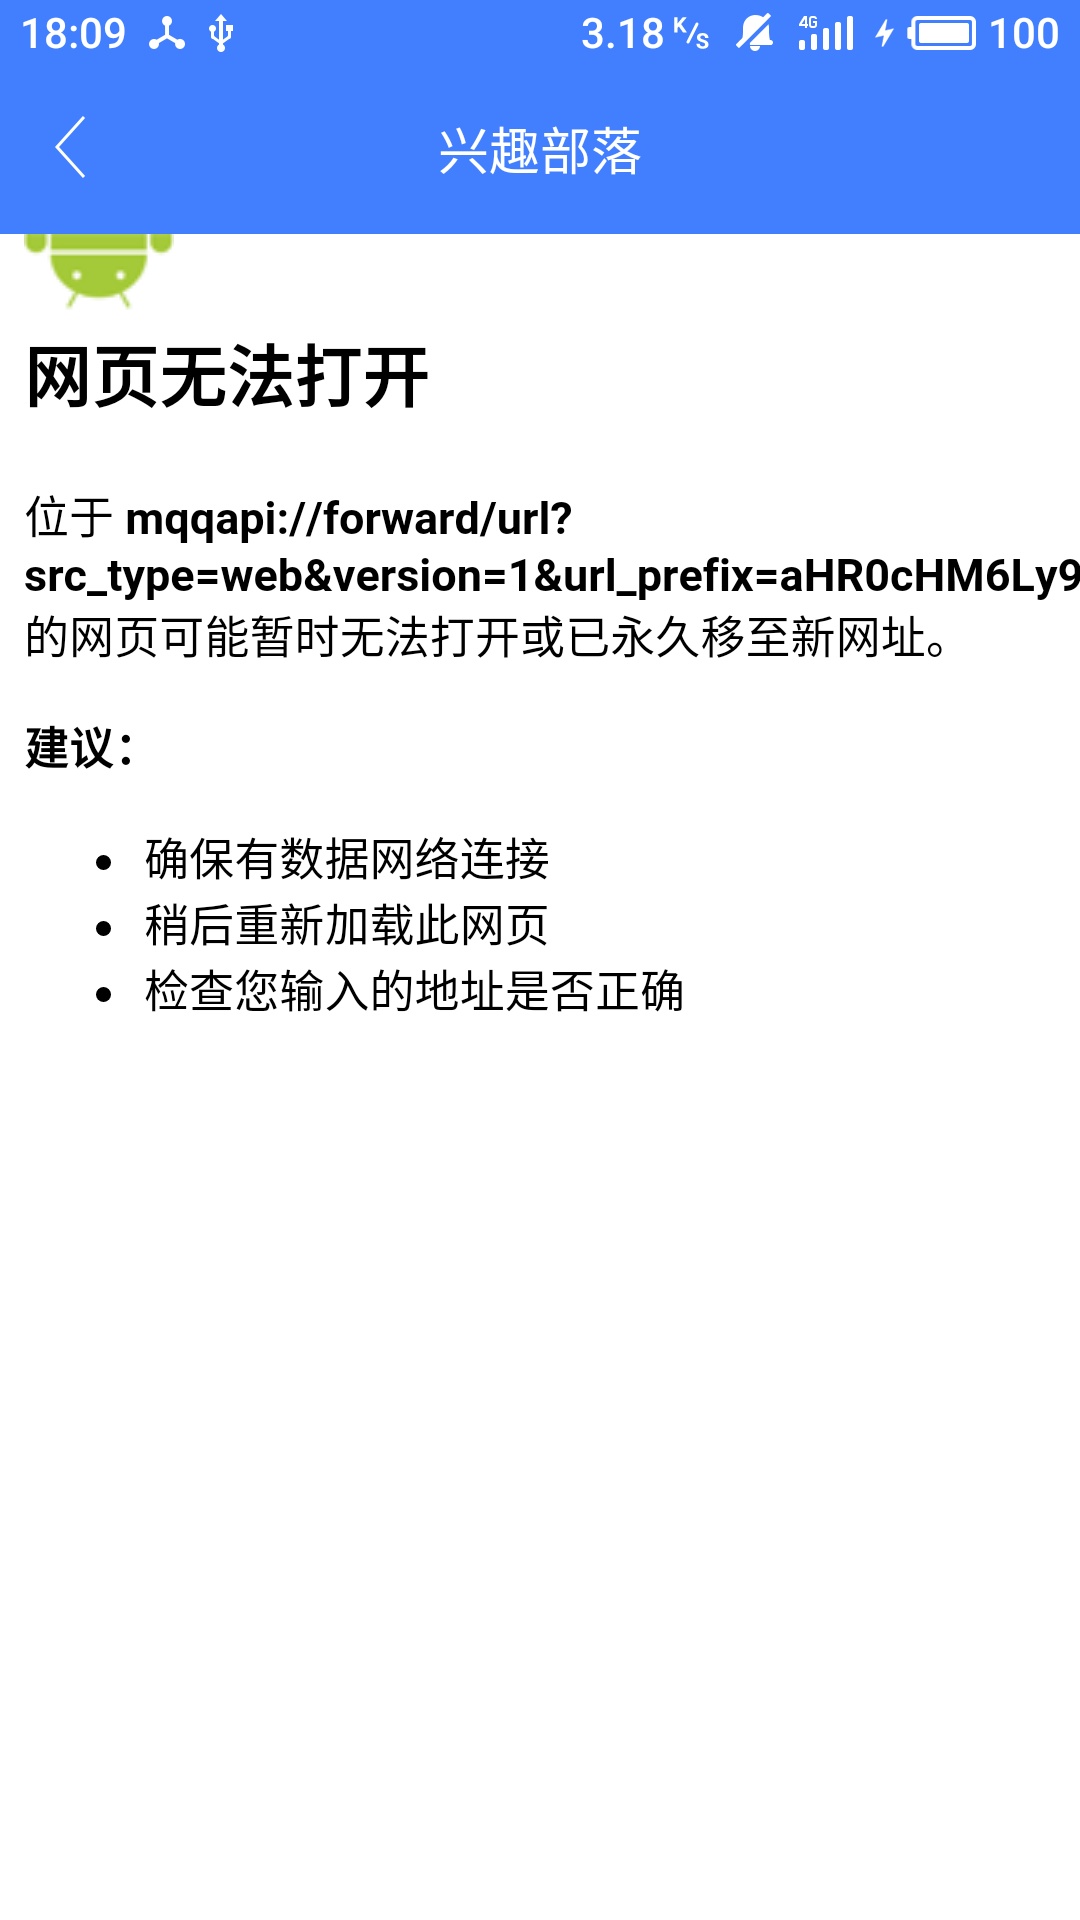 18:09
3.18 K/s 4G 100
兴趣部落
网页无法打开
位于 mqqapi://forward/url?
src_type=web&version=1&url_prefix=aHR0cHM6Ly9
的网页可能暂时无法打开或已永久移至新网址。
建议：
确保有数据网络连接
稍后重新加载此网页
检查您输入的地址是否正确